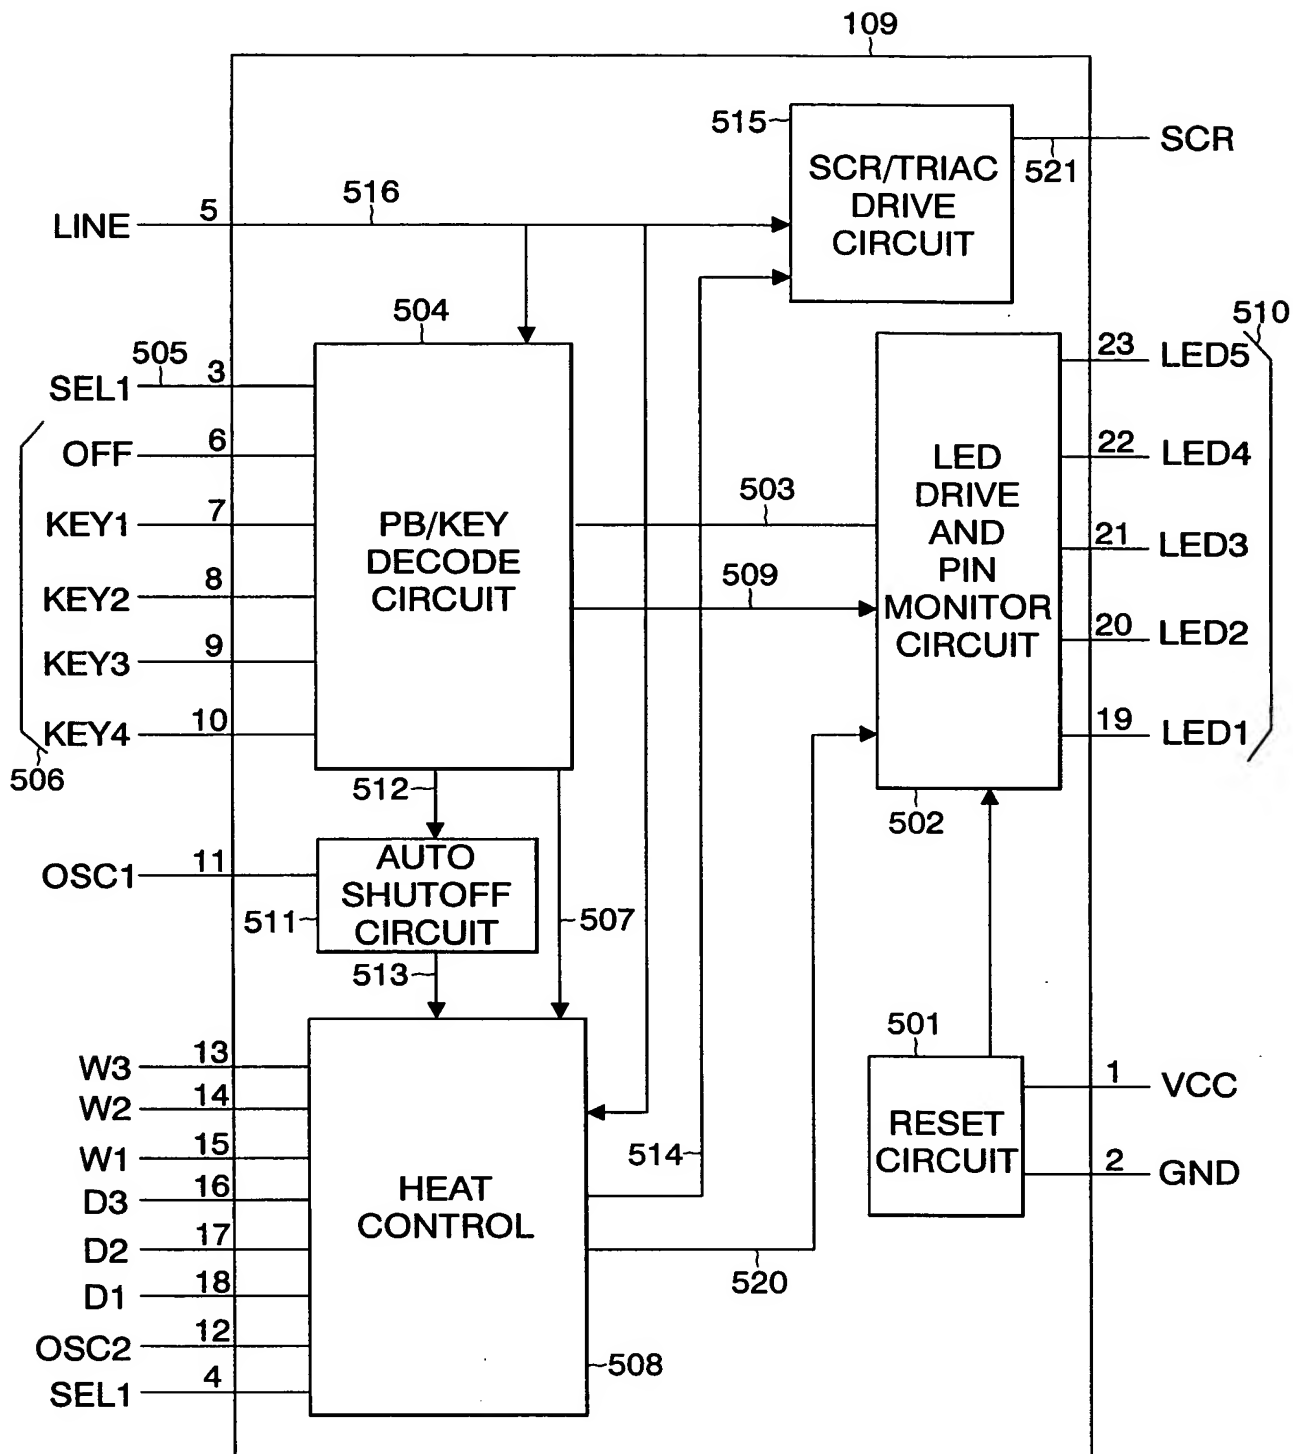 109
515
SCR/TRIAC
DRIVE
CIRCUIT
521
SCR
LINE
5
516
504
510
505
SEL1
3
OFF
6
KEY1
7
KEY2
8
KEY3
9
KEY4
10
506
PB/KEY
DECODE
CIRCUIT
503
509
LED
DRIVE
AND
PIN
MONITOR
CIRCUIT
23
LED5
22
LED4
21
LED3
20
LED2
19
LED1
502
512
OSC1
11
AUTO
SHUTOFF
CIRCUIT
511
507
513
501
RESET
CIRCUIT
1
VCC
2
GND
W3
13
W2
14
W1
15
D3
16
D2
17
D1
18
OSC2
12
SEL1
4
HEAT
CONTROL
514
520
508